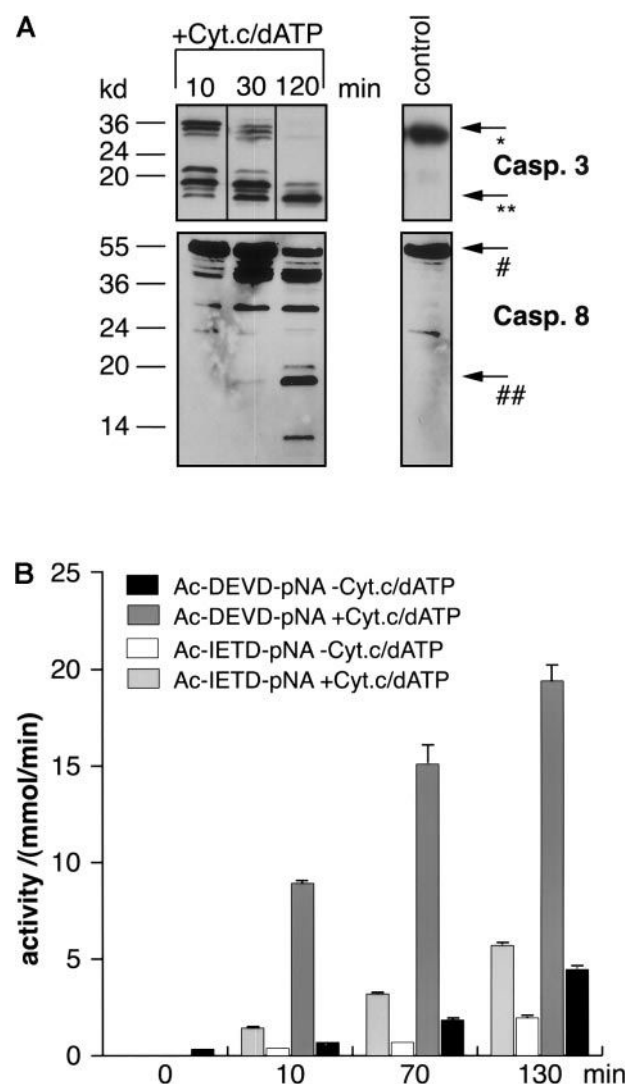 A
+Cyt.c/dATP
kd 10 30 120 min control
36
24
20
*
Casp. 3
**
55
36
24
20
14
#
Casp. 8
##
B
25
20
15
10
5
0
activity /(mmol/min)
Ac-DEVD-pNA -Cyt.c/dATP
Ac-DEVD-pNA +Cyt.c/dATP
Ac-IETD-pNA -Cyt.c/dATP
Ac-IETD-pNA +Cyt.c/dATP
0 10 70 130 min